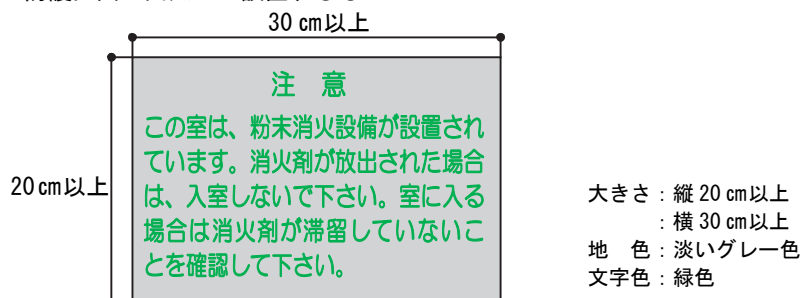 30 cm以上
注　意
この室は、粉末消火設備が設置され
ています。消火剤が放出された場合
は、入室しないで下さい。室に入る
場合は消火剤が滞留していないこ
とを確認して下さい。
20 cm以上
大きさ：縦 20 cm以上
：横 30 cm以上
地　色：淡いグレー色
文字色：緑色